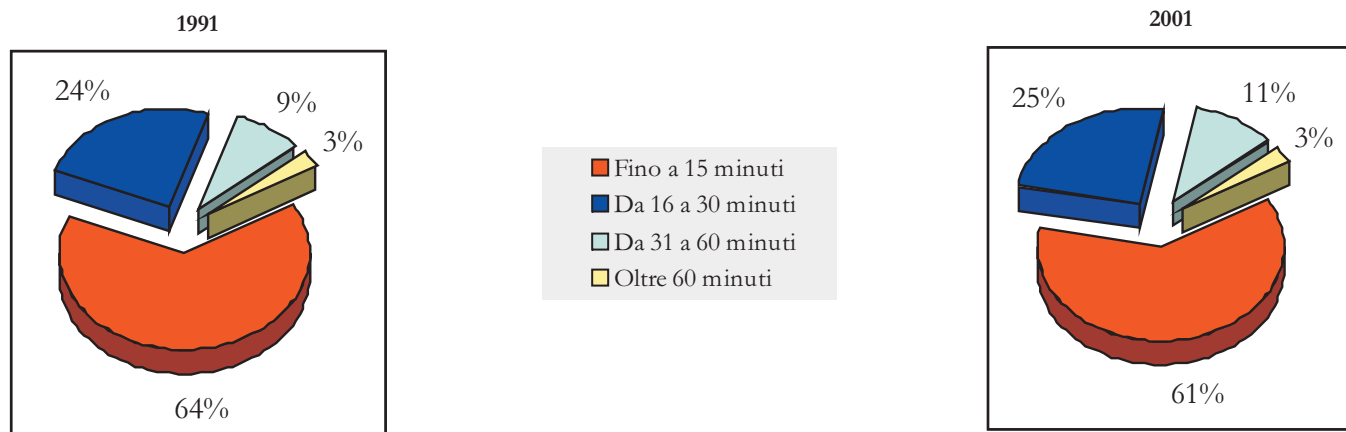 1991
24%
9%
3%
64%
Fino a 15 minuti
Da 16 a 30 minuti
Da 31 a 60 minuti
Oltre 60 minuti
2001
25%
11%
3%
61%